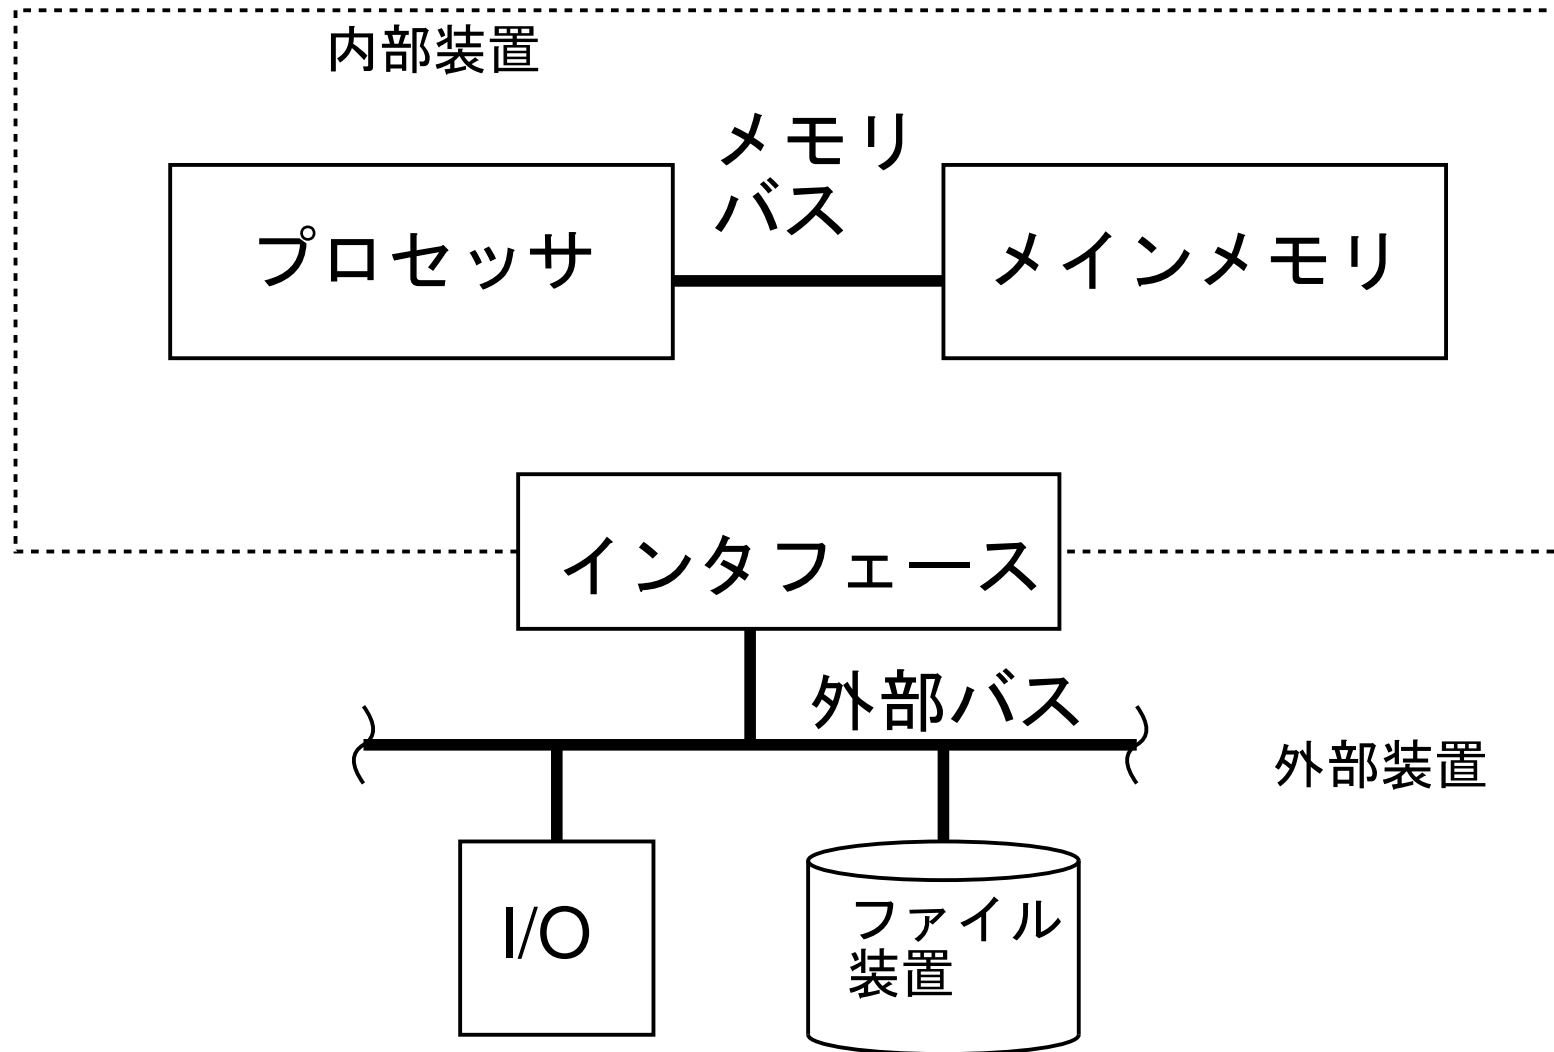 内部装置
メモリ
バス
プロセッサ
メインメモリ
インタフェース
外部バス
外部装置
I/O
ファイル
装置